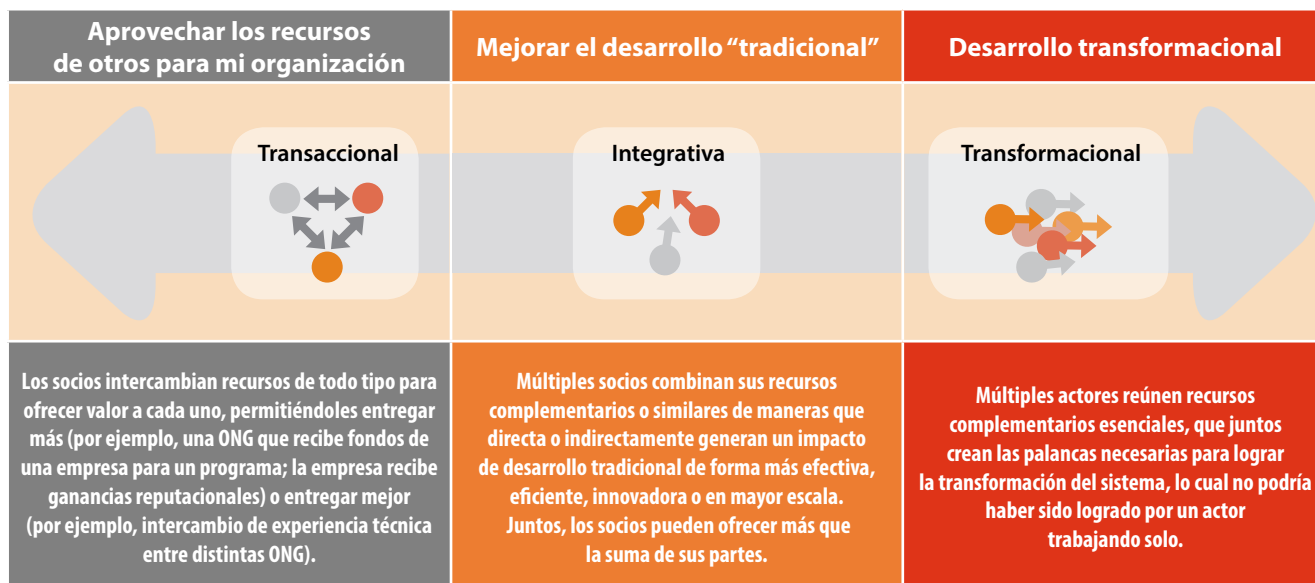 Aprovechar los recursos
de otros para mi organización
Mejorar el desarrollo “tradicional”
Desarrollo transformacional
Transaccional
Integrativa
Transformacional
Los socios intercambian recursos de todo tipo para
ofrecer valor a cada uno, permitiéndoles entregar
más (por ejemplo, una ONG que recibe fondos de
una empresa para un programa; la empresa recibe
ganancias reputacionales) o entregar mejor
(por ejemplo, intercambio de experiencia técnica
entre distintas ONG).
Múltiples socios combinan sus recursos
complementarios o similares de maneras que
directa o indirectamente generan un impacto
de desarrollo tradicional de forma más efectiva,
eficiente, innovadora o en mayor escala.
Juntos, los socios pueden ofrecer más que
la suma de sus partes.
Múltiples actores reúnen recursos
complementarios esenciales, que juntos
crean las palancas necesarias para lograr
la transformación del sistema, lo cual no podría
haber sido logrado por un actor
trabajando solo.